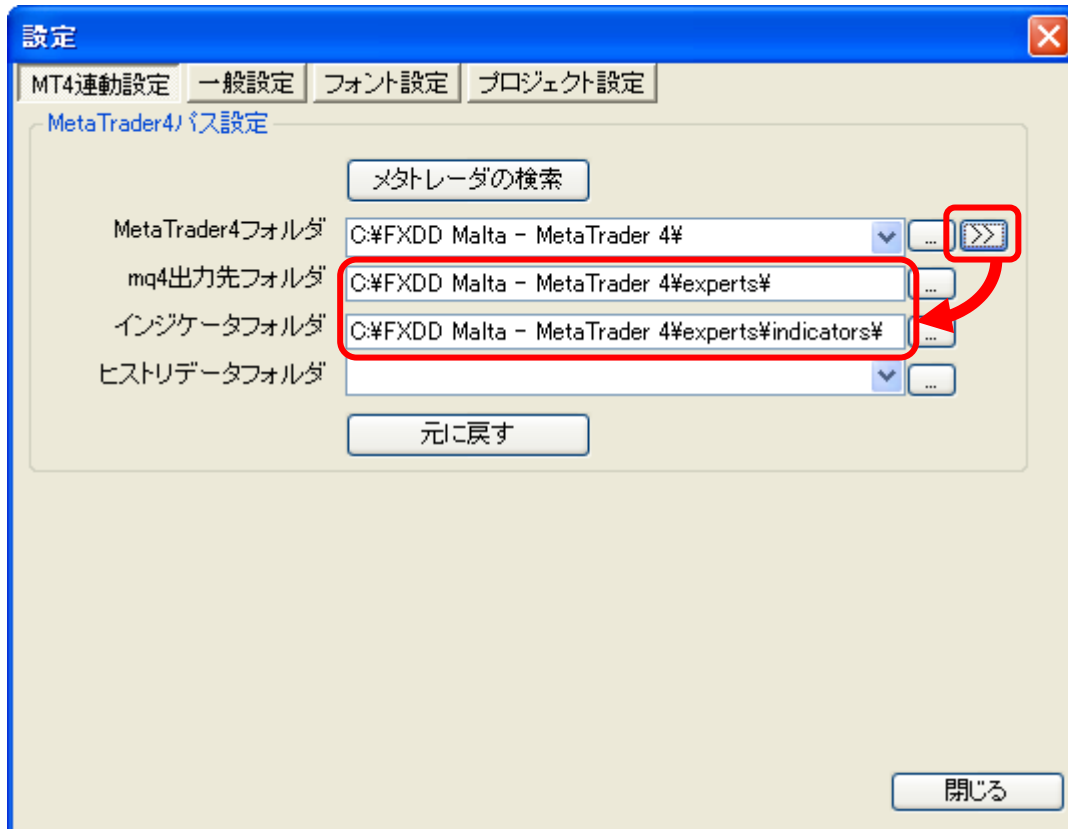 設定
MT4連動設定 一般設定 フォント設定 プロジェクト設定
MetaTrader4パス設定
メタトレーダの検索
MetaTrader4フォルダ C:¥FXDD Malta - MetaTrader 4¥ ... >>
mq4出力先フォルダ C:¥FXDD Malta - MetaTrader 4¥experts¥ ...
インジケータフォルダ C:¥FXDD Malta - MetaTrader 4¥experts¥indicators¥ ...
ヒストリデータフォルダ ...
元に戻す
閉じる